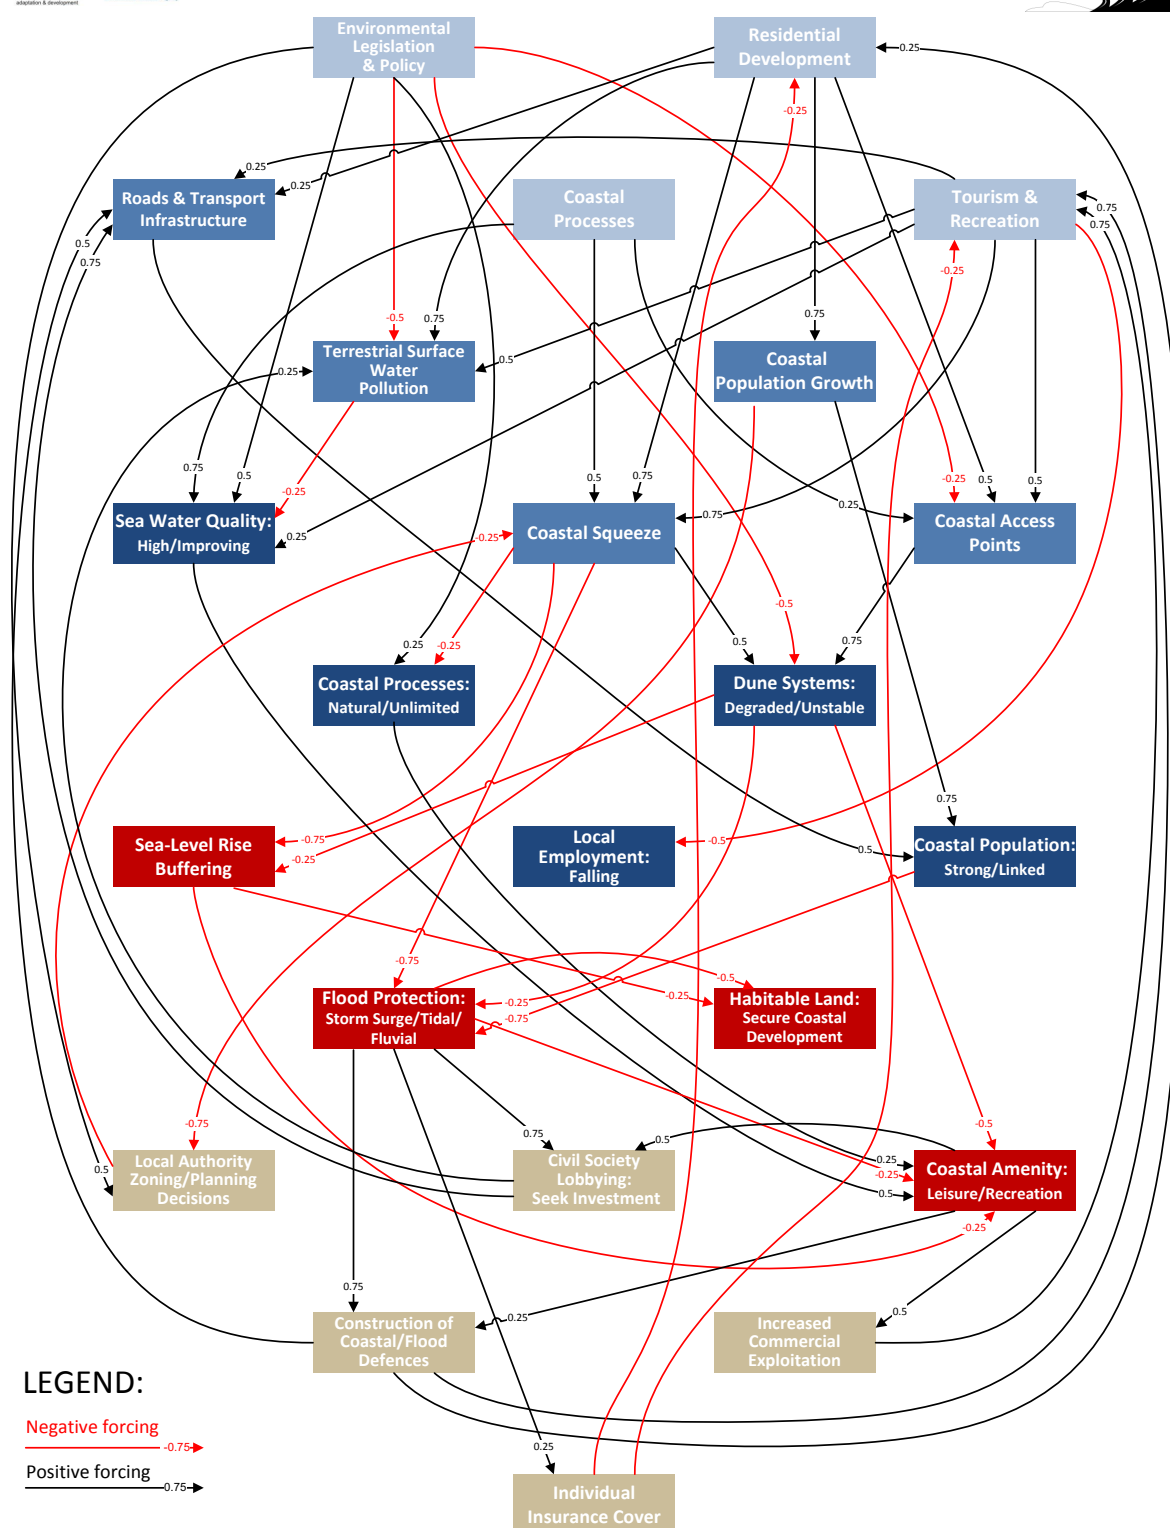 adaptation & development
Environmental
Legislation
& Policy
Residential
Development
0.25
-0.25
0.25
0.25
Roads & Transport
Infrastructure
Coastal
Processes
Tourism &
Recreation
0.75
0.75
0.5
0.75
-0.25
-0.5
0.75
0.75
Terrestrial Surface
Water
Pollution
0.5
0.25
Coastal
Population Growth
0.75
0.5
-0.25
0.5
0.75
-0.25
0.5
0.5
0.25
0.75
Sea Water Quality:
High/Improving
0.25
-0.25
Coastal Squeeze
Coastal Access
Points
-0.5
0.25
-0.25
0.5
0.75
Coastal Processes:
Natural/Unlimited
Dune Systems:
Degraded/Unstable
0.75
Sea-Level Rise
Buffering
-0.75
-0.25
Local
Employment:
Falling
-0.5
0.5
Coastal Population:
Strong/Linked
-0.75
-0.5
Flood Protection:
Storm Surge/Tidal/
Fluvial
-0.25
-0.75
-0.25
Habitable Land:
Secure Coastal
Development
-0.75
0.75
0.5
-0.5
0.5
Local Authority
Zoning/Planning
Decisions
Civil Society
Lobbying:
Seek Investment
0.25
-0.25
0.5
Coastal Amenity:
Leisure/Recreation
-0.25
0.75
0.25
0.5
Construction of
Coastal/Flood
Defences
Increased
Commercial
Exploitation
LEGEND:
Negative forcing
-0.75
Positive forcing
0.75
0.25
Individual
Insurance Cover